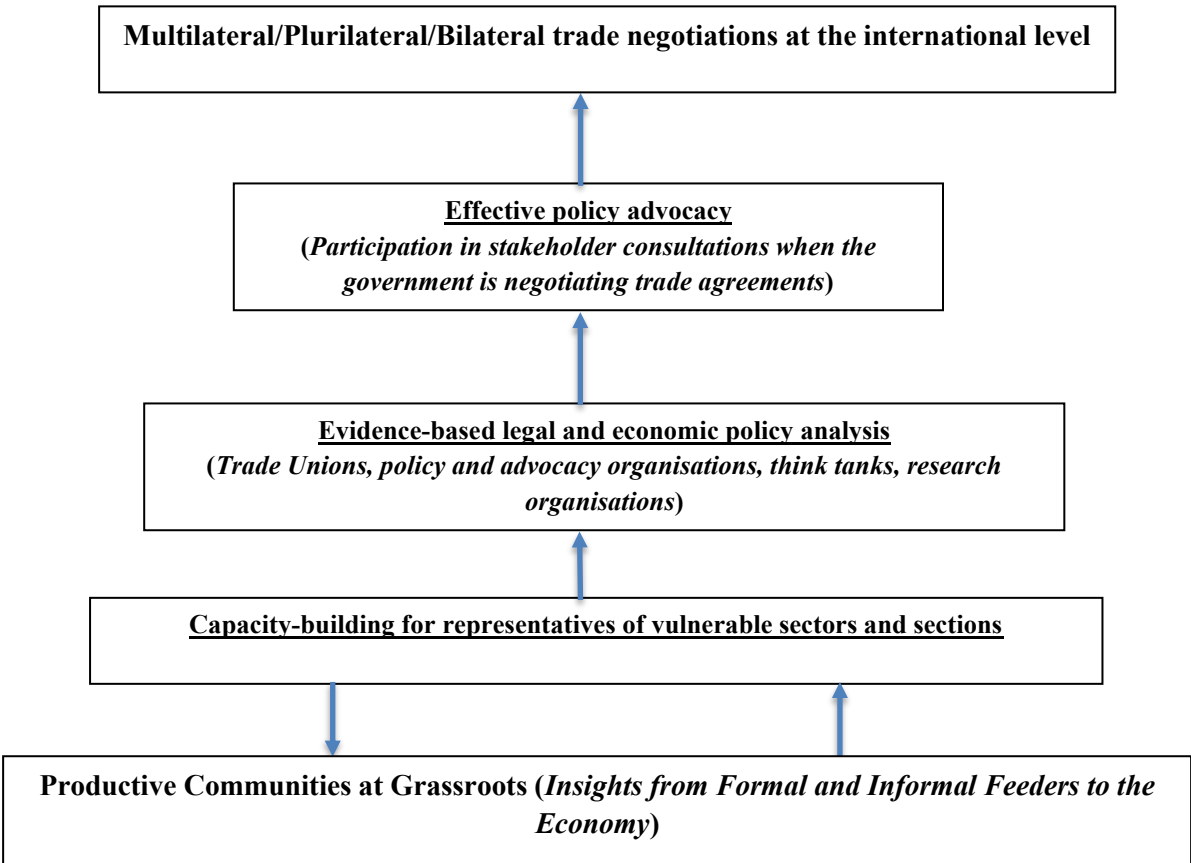 Multilateral/Plurilateral/Bilateral trade negotiations at the international level
Effective policy advocacy
(Participation in stakeholder consultations when the
government is negotiating trade agreements)
Evidence-based legal and economic policy analysis
(Trade Unions, policy and advocacy organisations, think tanks, research
organisations)
Capacity-building for representatives of vulnerable sectors and sections
Productive Communities at Grassroots (Insights from Formal and Informal Feeders to the
Economy)